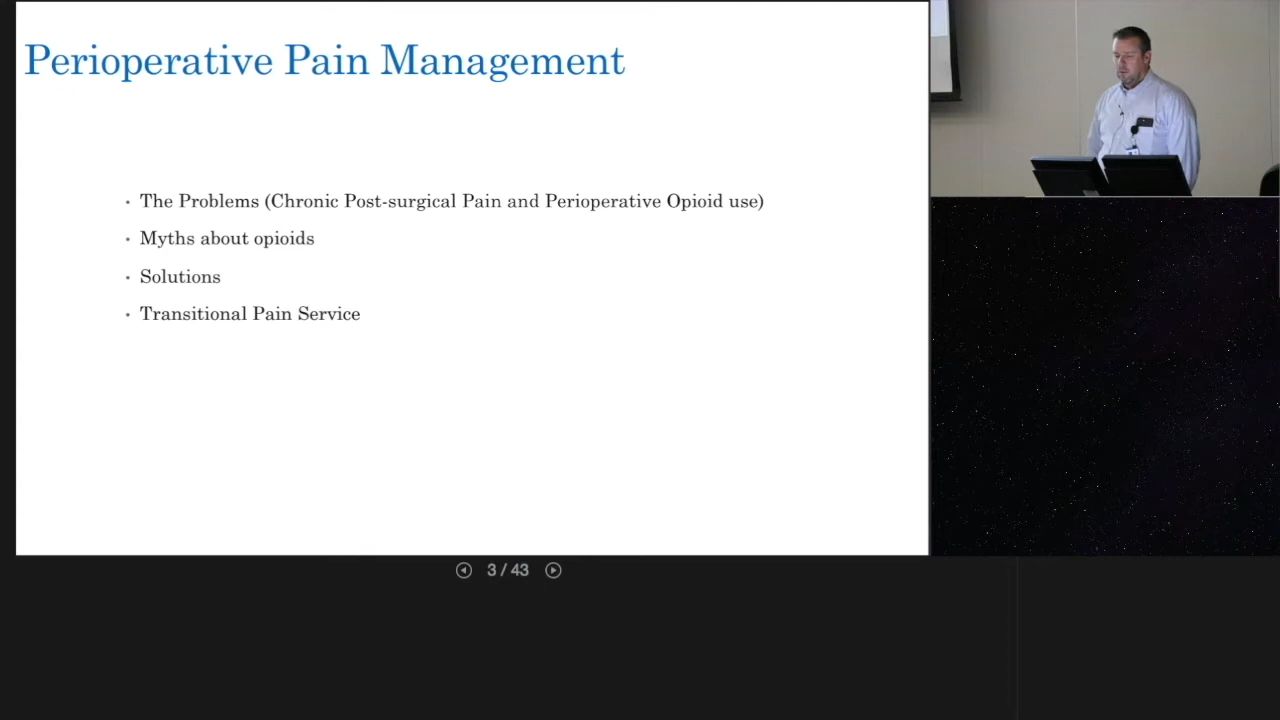 Perioperative Pain Management
• The Problems (Chronic Post-surgical Pain and Perioperative Opioid use)
• Myths about opioids
• Solutions
• Transitional Pain Service
3 / 43